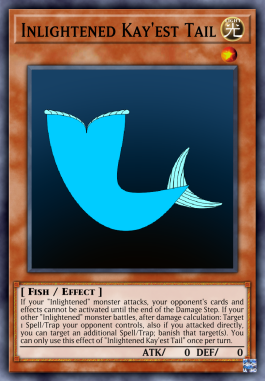 INLIGHTENED KAY'EST TAIL
LIGHT
光
[ FISH / EFFECT ]
If your "Inlightened" monster attacks, your opponent's cards and
effects cannot be activated until the end of the Damage Step. If your
other "Inlightened" monster battles, after damage calculation: Target
1 Spell/Trap your opponent controls, also if you attacked directly,
you can target an additional Spell/Trap; banish that target(s). You
can only use this effect of "Inlightened Kay'est Tail" once per turn.
ATK/ 0 DEF/ 0